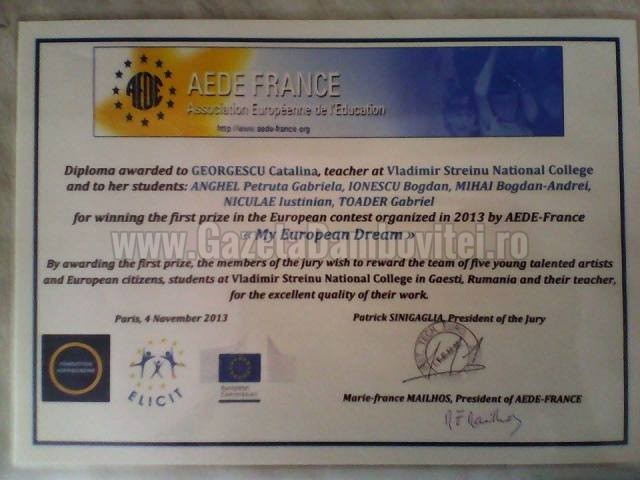 AEDE
AEDE FRANCE
Association Européenne de l'Education
http://www.aede-france.org
Diploma awarded to GEORGESCU Catalina, teacher at Vladimir Streinu National College
and to her students: ANGHEL Petruta Gabriela, IONESCU Bogdan, MIHAI Bogdan-Andrei,
NICULAE Iustinian, TOADER Gabriel
for winning the first prize in the European contest organized in 2013 by AEDE-France
« My European Dream »
www.GazetaDambovitei.ro
By awarding the first prize, the members of the jury wish to reward the team of five young talented artists
and European citizens, students at Vladimir Streinu National College in Gaesti, Rumania and their teacher,
for the excellent quality of their work.
Paris, 4 November 2013
Patrick SINIGAGLIA, President of the Jury
FONDATION HIPPOCRENE
ELICIT
European Commission
Marie-france MAILHOS, President of AEDE-FRANCE
M F Mailhos